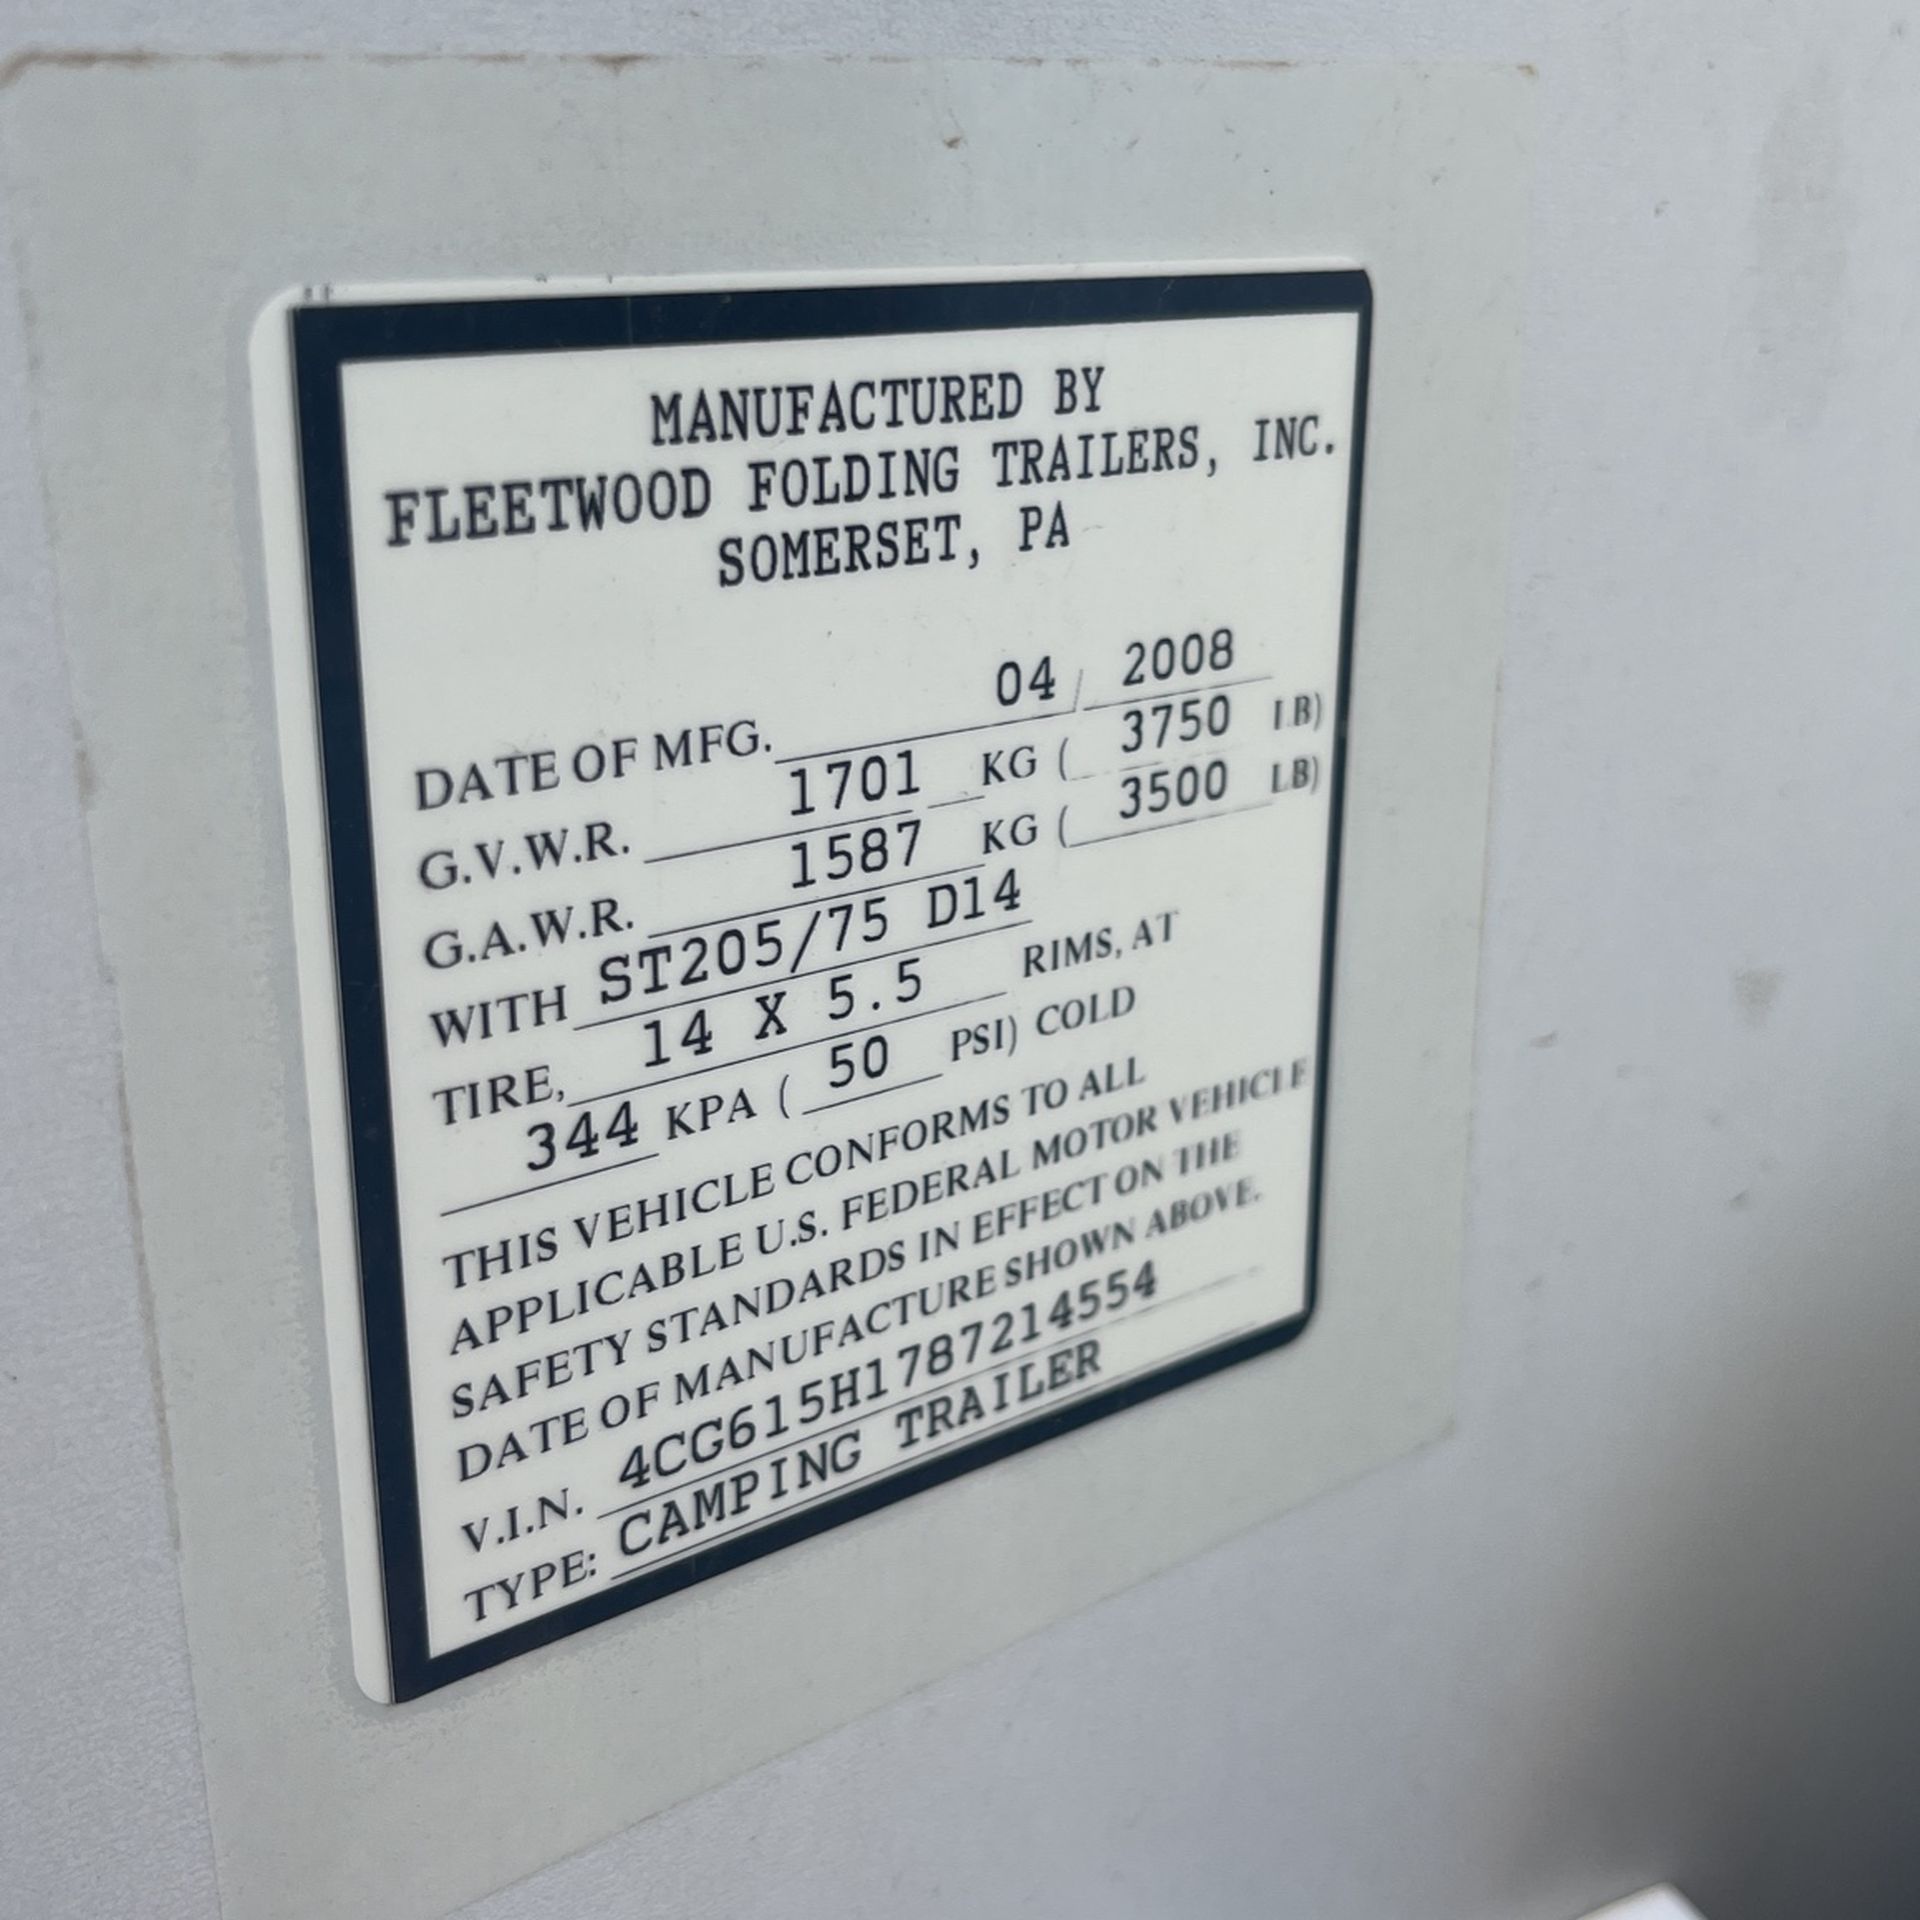 MANUFACTURED BY
FLEETWOOD FOLDING TRAILERS, INC.
SOMERSET, PA
DATE OF MFG. 04 / 2008
G.V.W.R. 1701 KG ( 3750 LB)
G.A.W.R. 1587 KG ( 3500 LB)
WITH ST205/75 D14
TIRE, 14 X 5.5 RIMS, AT
344 KPA ( 50 PSI) COLD
THIS VEHICLE CONFORMS TO ALL
APPLICABLE U.S. FEDERAL MOTOR VEHICLE
SAFETY STANDARDS IN EFFECT ON THE
DATE OF MANUFACTURE SHOWN ABOVE.
V.I.N. 4CG615H1787214554
TYPE: CAMPING TRAILER